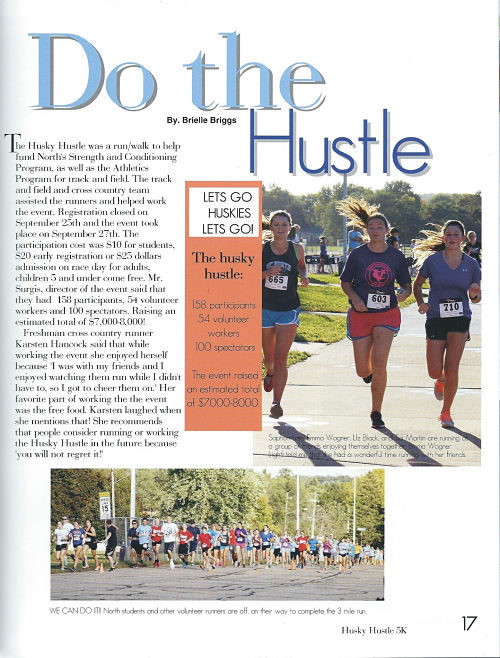 Do the
By. Brielle Briggs
Hustle
The Husky Hustle was a run/walk to help
fund North's Strength and Conditioning
Program, as well as the Athletics
Program for track and field. The track
and field and cross country team
assisted the runners and helped work
the event. Registration closed on
September 25th and the event took
place on September 27th. The
participation cost was $10 for students,
$20 early registration or $25 dollars
admission on race day for adults,
children 5 and under come free. Mr.
Surgis, director of the event said that
they had 158 participants, 54 volunteer
workers and 100 spectators. Raising an
estimated total of $7,000-8,000!
Freshman cross country runner
Karsten Hancock said that while
working the event she enjoyed herself
because "I was with my friends and I
enjoyed watching them run while I didn't
have to, so I got to cheer them on." Her
favorite part of working the the event
was the free food. Karsten laughed when
she mentions that! She recommends
that people consider running or working
the Husky Hustle in the future because
"you will not regret it!"
LETS GO
HUSKIES
LETS GO!
The husky
hustle:
158 participants
54 volunteer
workers
100 spectators
The event raised
an estimated total
of $7000-8000.
665
603
710
Sophomores Emma Wagner, LIz Black, and Martin are running as
a group of friends enjoying themselves together. Emma Wagner
(right) told me that she had a wonderful time running with her friends.
SPEED
LIMIT
15
WE CAN DO IT!! North students and other volunteer runners are off, on their way to complete the 3 mile run.
Husky Hustle 5K
17